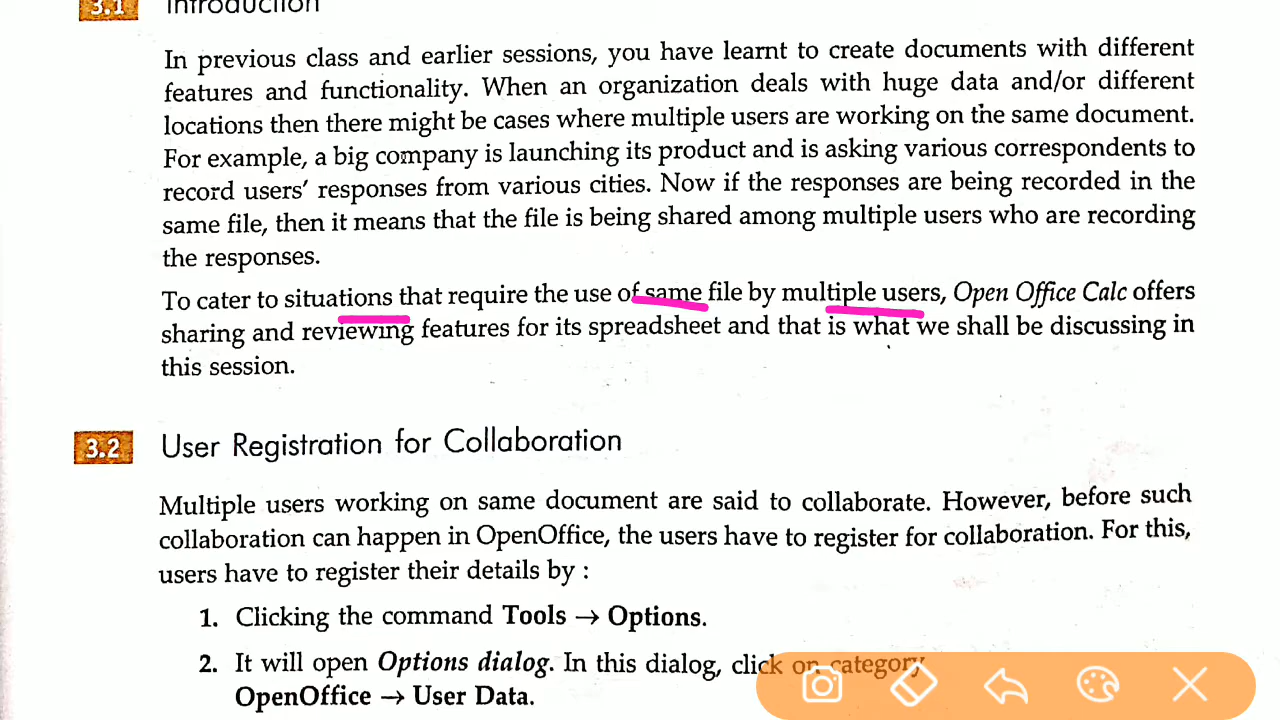 3.1 Introduction
In previous class and earlier sessions, you have learnt to create documents with different
features and functionality. When an organization deals with huge data and/or different
locations then there might be cases where multiple users are working on the same document.
For example, a big company is launching its product and is asking various correspondents to
record users' responses from various cities. Now if the responses are being recorded in the
same file, then it means that the file is being shared among multiple users who are recording
the responses.
To cater to situations that require the use of same file by multiple users, Open Office Calc offers
sharing and reviewing features for its spreadsheet and that is what we shall be discussing in
this session.
3.2 User Registration for Collaboration
Multiple users working on same document are said to collaborate. However, before such
collaboration can happen in OpenOffice, the users have to register for collaboration. For this,
users have to register their details by :
1. Clicking the command Tools → Options.
2. It will open Options dialog. In this dialog, click on category
OpenOffice → User Data.